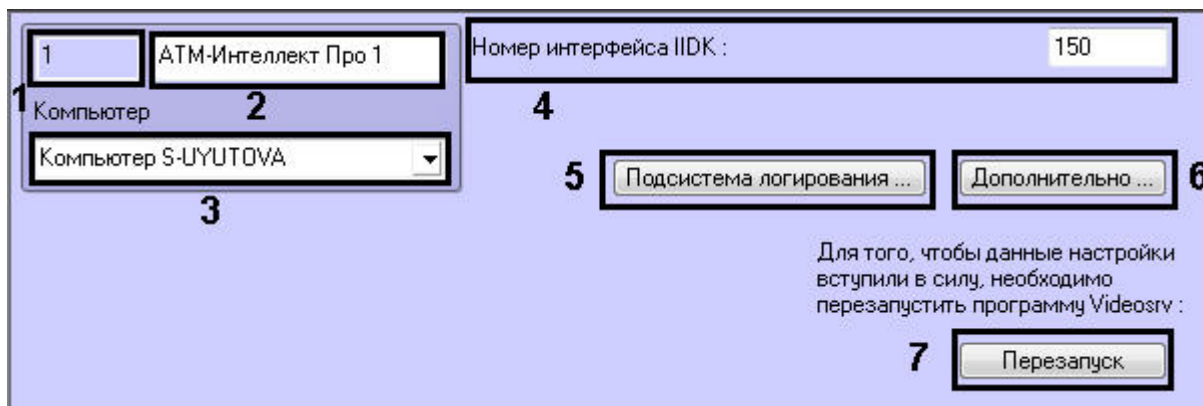 1 АТМ-Интеллект Про 1
Номер интерфейса IIDK : 150
1 Компьютер 2
4
Компьютер S-UYUTOVA
3
5 Подсистема логирования ... Дополнительно ... 6
Для того, чтобы данные настройки
вступили в силу, необходимо
перезапустить программу Videosrv :
7 Перезапуск